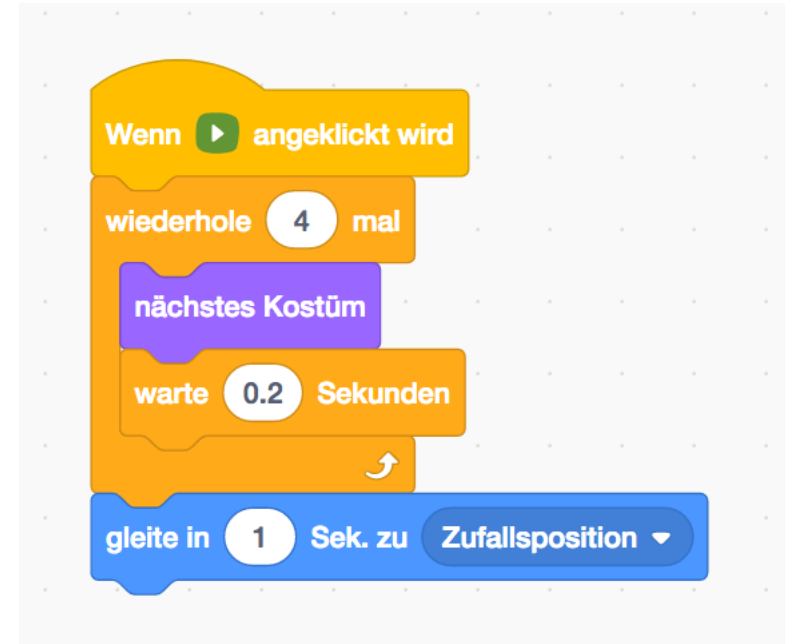 Wenn angeklickt wird
wiederhole 4 mal
nächstes Kostüm
warte 0.2 Sekunden
gleite in 1 Sek. zu Zufallsposition